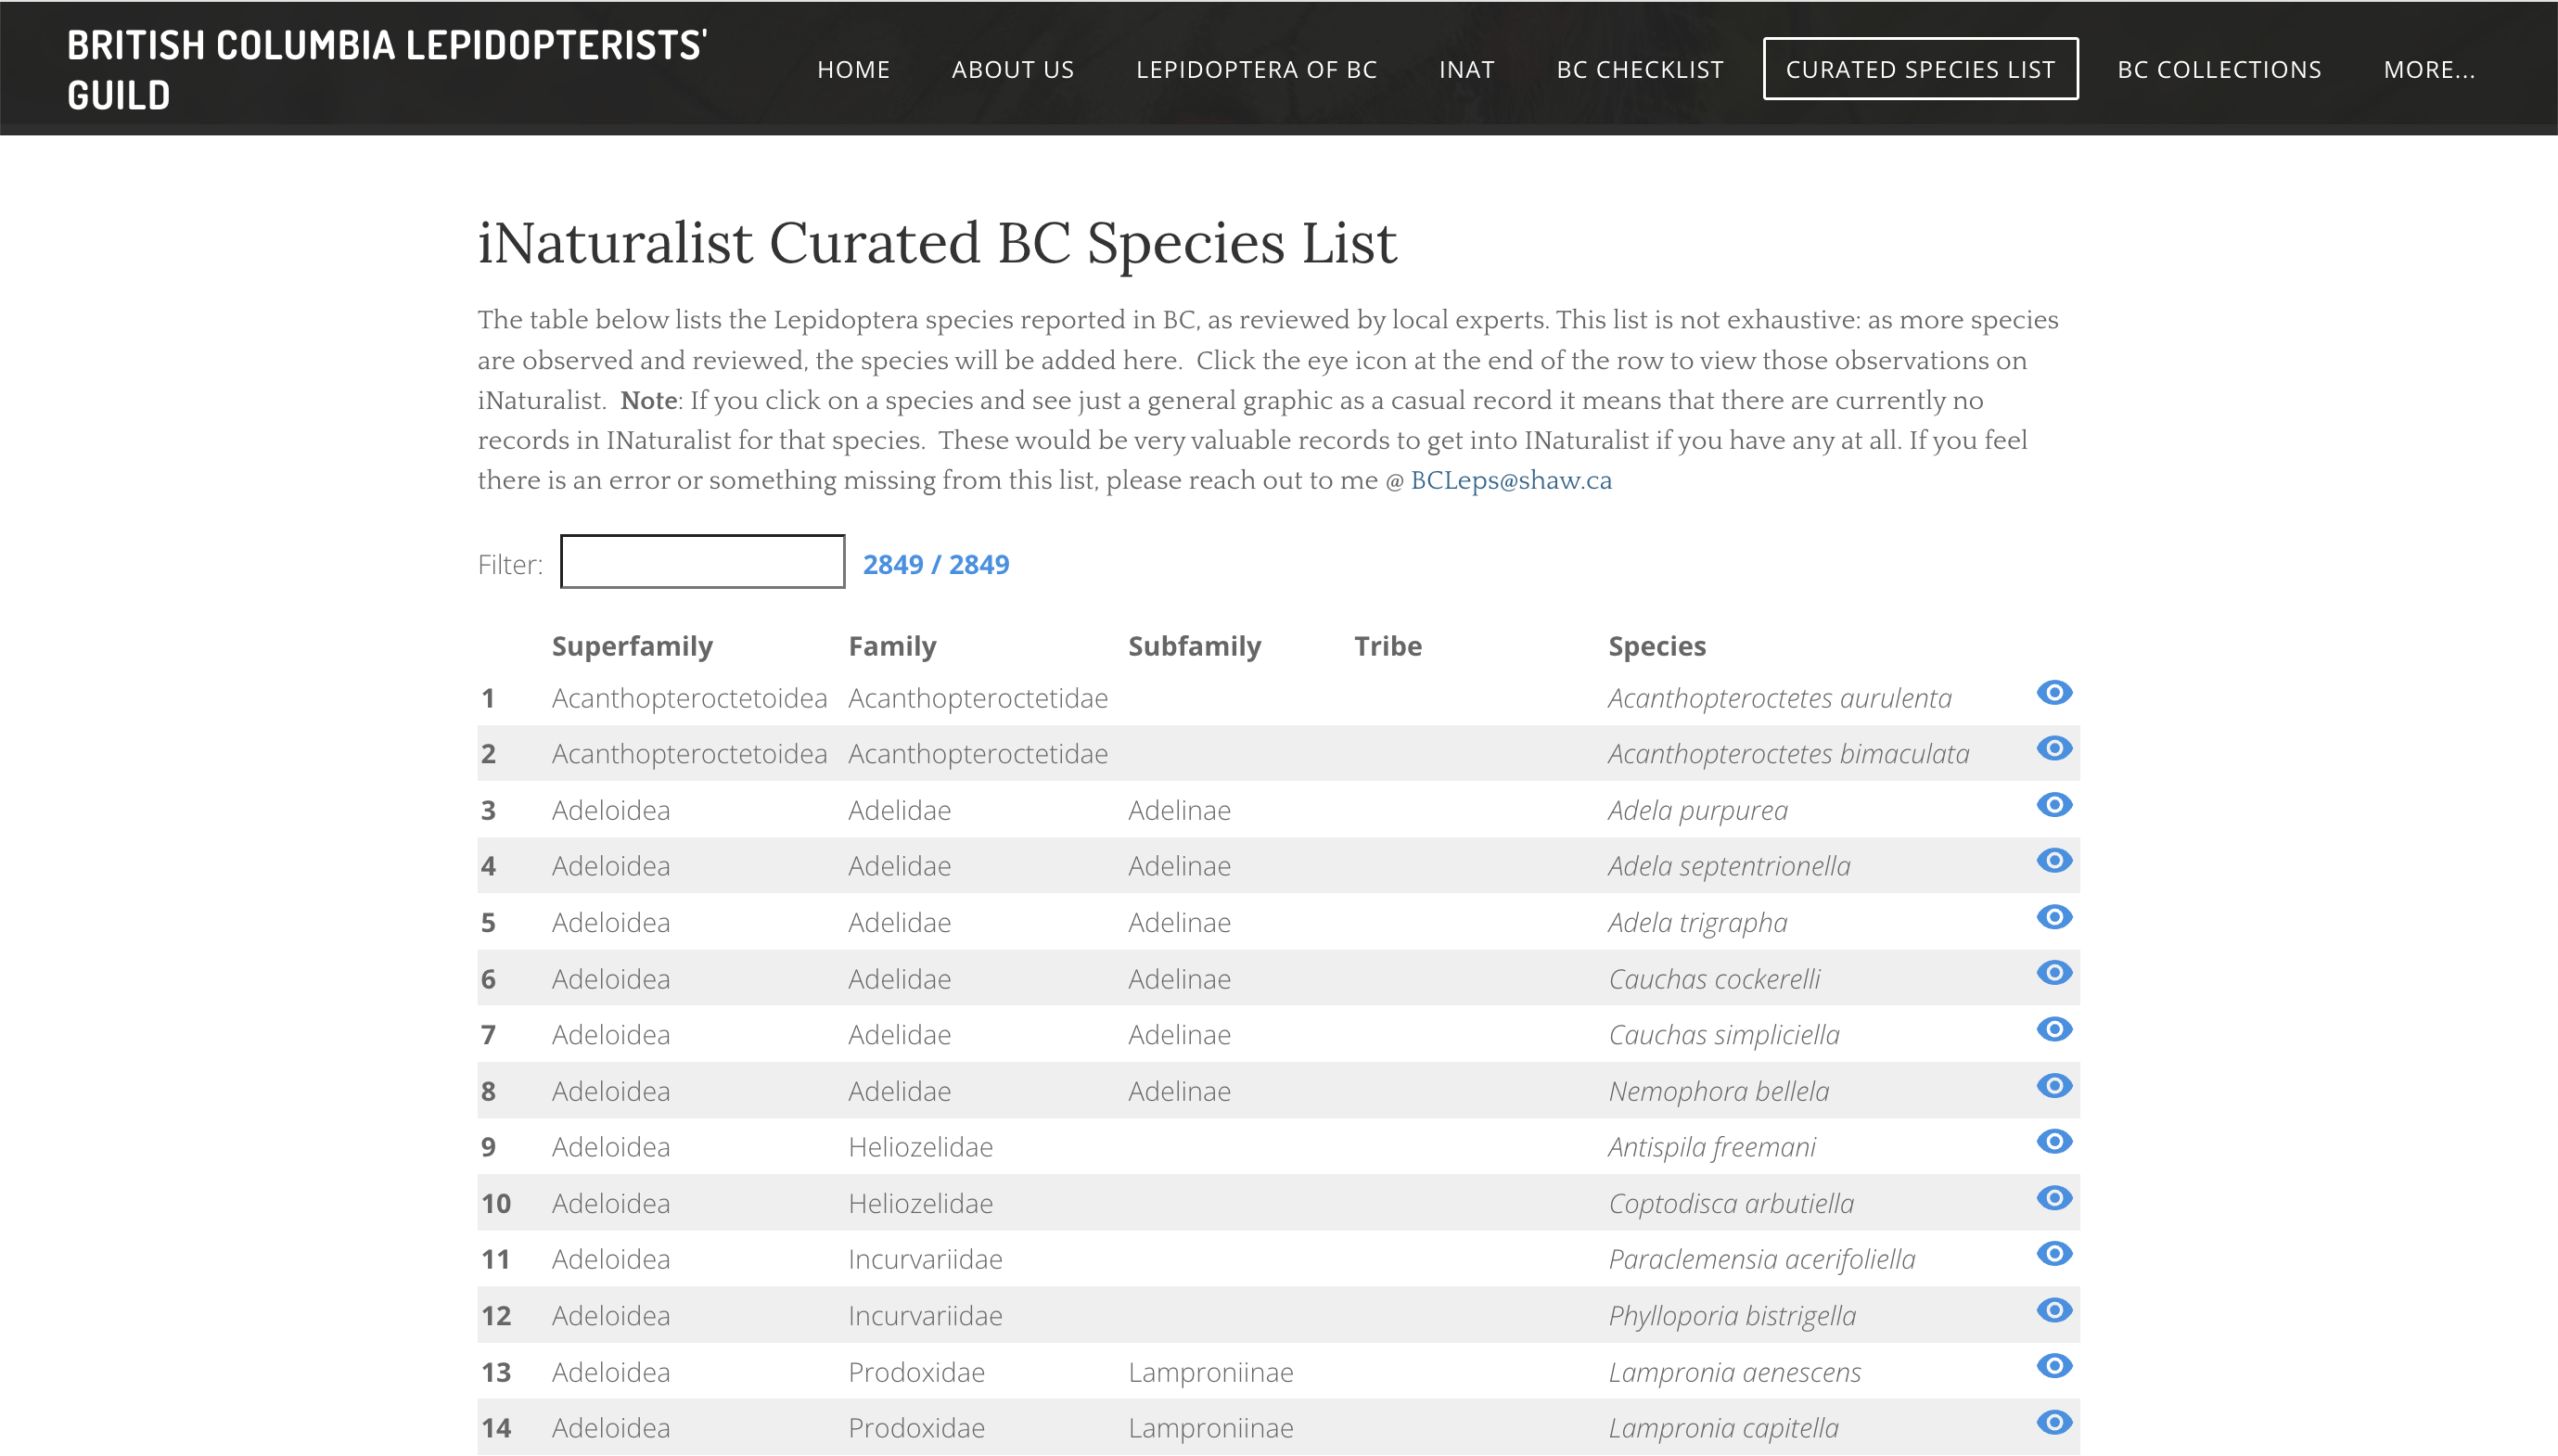 BRITISH COLUMBIA LEPIDOPTERISTS'
GUILD
HOME ABOUT US LEPIDOPTERA OF BC INAT BC CHECKLIST CURATED SPECIES LIST BC COLLECTIONS MORE...
iNaturalist Curated BC Species List
The table below lists the Lepidoptera species reported in BC, as reviewed by local experts. This list is not exhaustive: as more species
are observed and reviewed, the species will be added here.  Click the eye icon at the end of the row to view those observations on
iNaturalist.  Note: If you click on a species and see just a general graphic as a casual record it means that there are currently no
records in INaturalist for that species.  These would be very valuable records to get into INaturalist if you have any at all. If you feel
there is an error or something missing from this list, please reach out to me @ BCLeps@shaw.ca
Filter: 2849 / 2849
Superfamily Family Subfamily Tribe Species
1 Acanthopteroctetoidea Acanthopteroctetidae Acanthopteroctetes aurulenta
2 Acanthopteroctetoidea Acanthopteroctetidae Acanthopteroctetes bimaculata
3 Adeloidea Adelidae Adelinae Adela purpurea
4 Adeloidea Adelidae Adelinae Adela septentrionella
5 Adeloidea Adelidae Adelinae Adela trigrapha
6 Adeloidea Adelidae Adelinae Cauchas cockerelli
7 Adeloidea Adelidae Adelinae Cauchas simpliciella
8 Adeloidea Adelidae Adelinae Nemophora bellela
9 Adeloidea Heliozelidae Antispila freemani
10 Adeloidea Heliozelidae Coptodisca arbutiella
11 Adeloidea Incurvariidae Paraclemensia acerifoliella
12 Adeloidea Incurvariidae Phylloporia bistrigella
13 Adeloidea Prodoxidae Lamproniinae Lampronia aenescens
14 Adeloidea Prodoxidae Lamproniinae Lampronia capitella